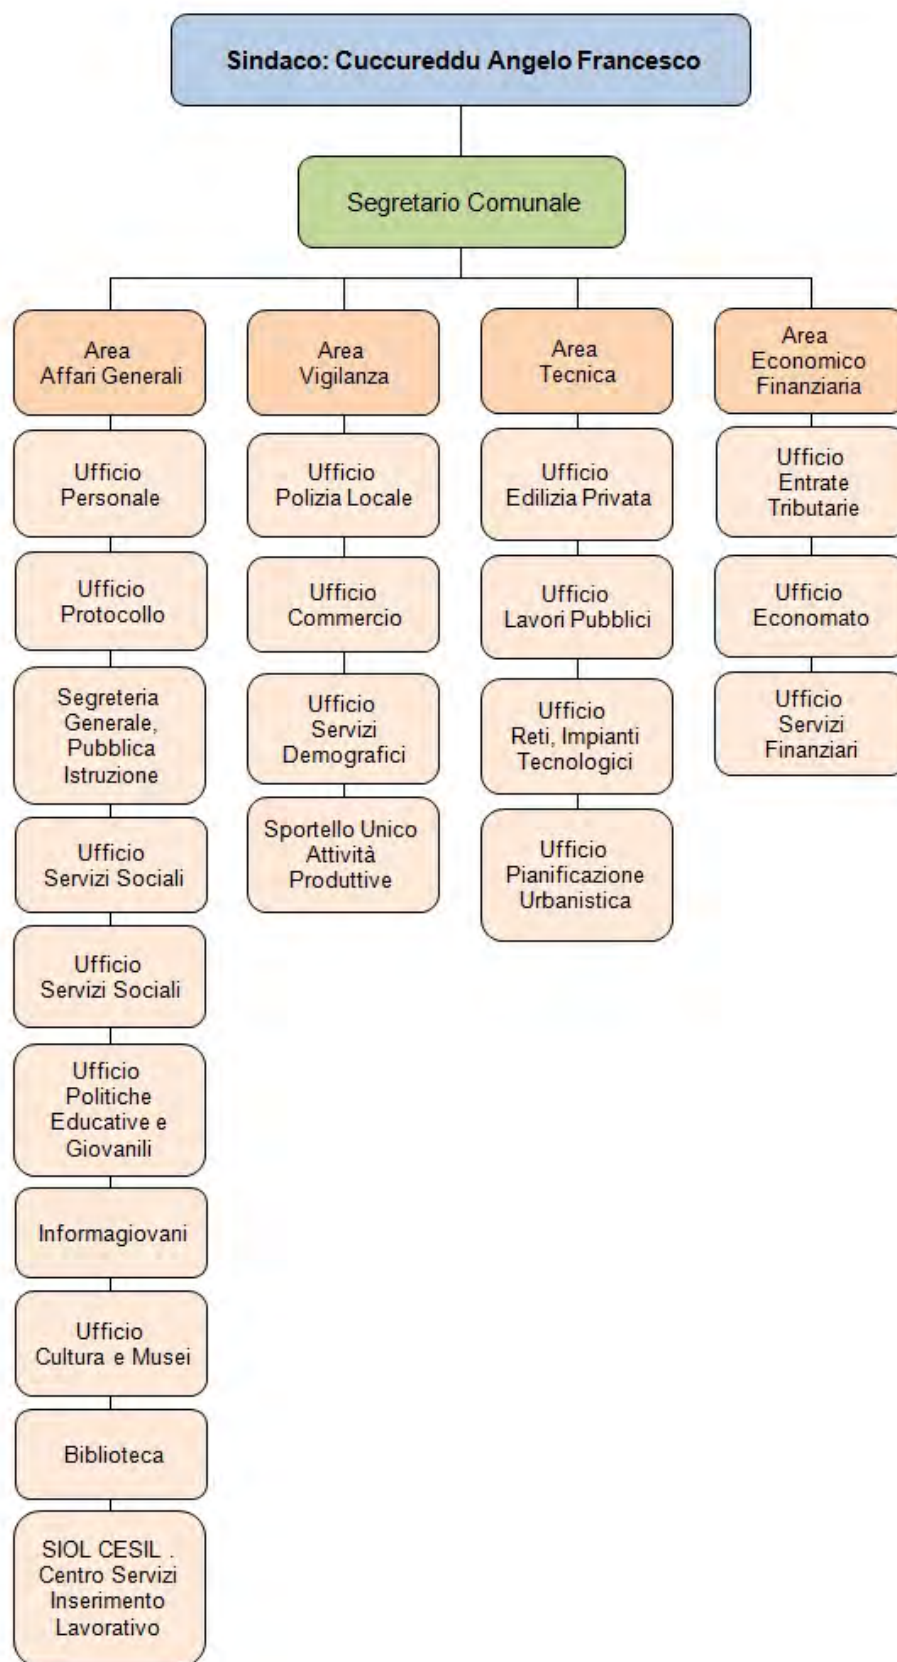 Sindaco: Cuccureddu Angelo Francesco
Segretario Comunale
Area
Affari Generali
Ufficio
Personale
Ufficio
Protocollo
Segreteria
Generale,
Pubblica
Istruzione
Ufficio
Servizi Sociali
Ufficio
Servizi Sociali
Ufficio
Politiche
Educative e
Giovanili
Informagiovani
Ufficio
Cultura e Musei
Biblioteca
SIOL CESIL .
Centro Servizi
Inserimento
Lavorativo
Area
Vigilanza
Ufficio
Polizia Locale
Ufficio
Commercio
Ufficio
Servizi
Demografici
Sportello Unico
Attività
Produttive
Area
Tecnica
Ufficio
Edilizia Privata
Ufficio
Lavori Pubblici
Ufficio
Reti, Impianti
Tecnologici
Ufficio
Pianificazione
Urbanistica
Area
Economico
Finanziaria
Ufficio
Entrate
Tributarie
Ufficio
Economato
Ufficio
Servizi
Finanziari